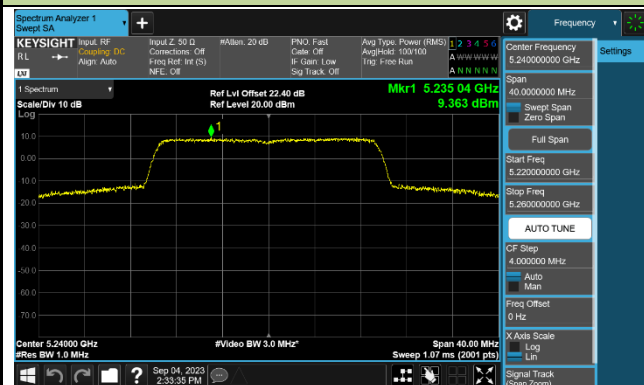 Spectrum Analyzer 1
Swept SA
Frequency
KEYSIGHT
RL
LXI
Input: RF
Coupling: DC
Align: Auto
Input Z: 50 Ω
Corrections: Off
Freq Ref: Int (S)
NFE: Off
#Atten: 20 dB
PNO: Fast
Gate: Off
IF Gain: Low
Sig Track: Off
Avg Type: Power (RMS)
Avg|Hold: 100/100
Trig: Free Run
1 2 3 4 5 6
A W W W W W
A N N N N N
1 Spectrum
Scale/Div 10 dB
Log
Ref Lvl Offset 22.40 dB
Ref Level 20.00 dBm
Mkr1 5.235 04 GHz
9.363 dBm
1
10.0
0.00
-10.0
-20.0
-30.0
-40.0
-50.0
-60.0
-70.0
Center 5.24000 GHz
#Res BW 1.0 MHz
#Video BW 3.0 MHz*
Span 40.00 MHz
Sweep 1.07 ms (2001 pts)
Center Frequency
5.240000000 GHz
Settings
Span
40.0000000 MHz
Swept Span
Zero Span
Full Span
Start Freq
5.220000000 GHz
Stop Freq
5.260000000 GHz
AUTO TUNE
CF Step
4.000000 MHz
Auto
Man
Freq Offset
0 Hz
X Axis Scale
Log
Lin
Signal Track
(Span Zoom)
Sep 04, 2023
2:33:35 PM